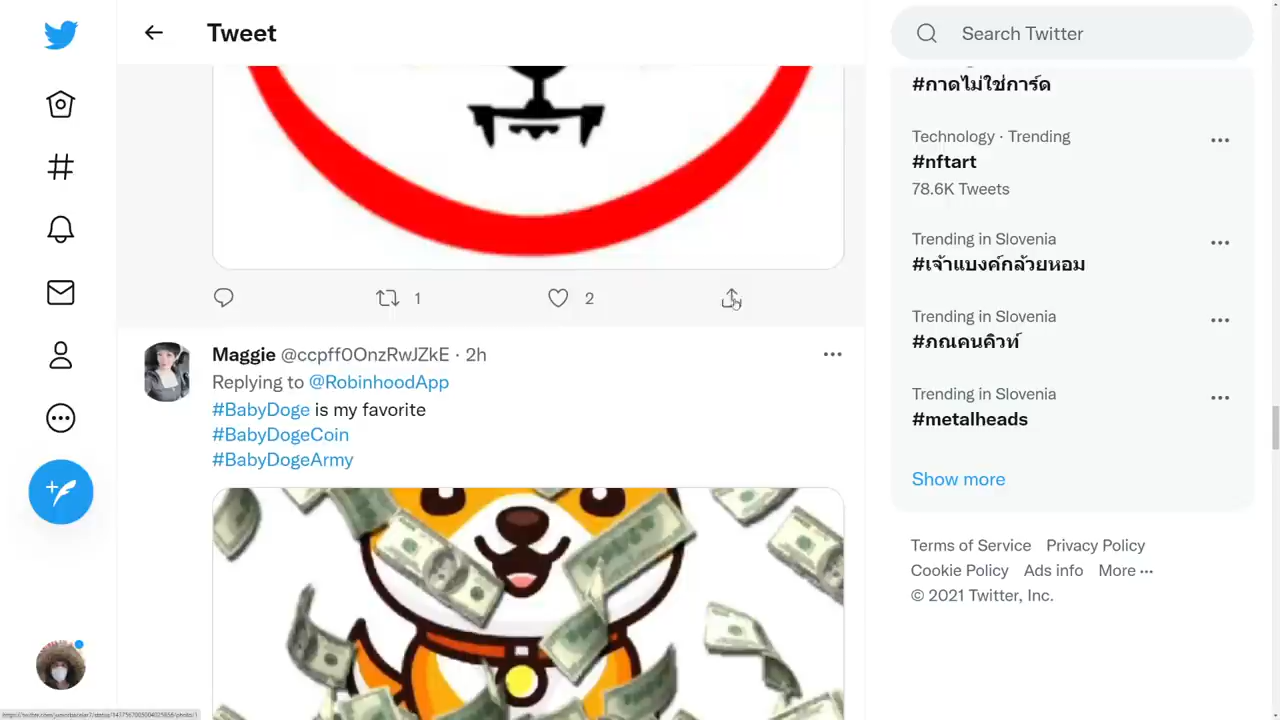 Tweet
1
2
Maggie @ccpff0OnzRwJZkE · 2h
Replying to @RobinhoodApp
#BabyDoge is my favorite
#BabyDogeCoin
#BabyDogeArmy
Search Twitter
#กาดไม่ใช่การ์ด
Technology · Trending
#nftart
78.6K Tweets
Trending in Slovenia
#เจ้าแบงค์กล้วยหอม
Trending in Slovenia
#ภณคนคิวท์
Trending in Slovenia
#metalheads
Show more
Terms of Service Privacy Policy
Cookie Policy Ads info More ···
© 2021 Twitter, Inc.